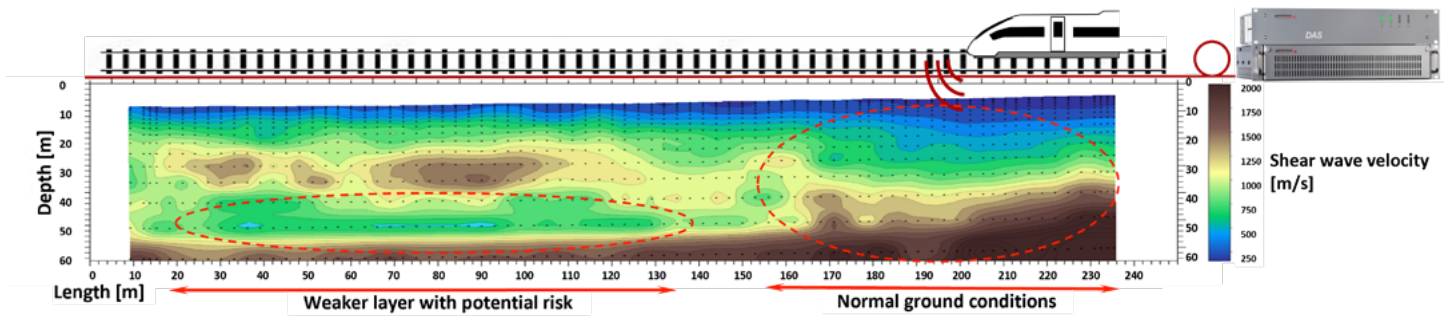 DAS
0
10
20
30
40
50
60
Depth [m]
0
10
20
30
40
50
60
2000
1750
1500
1250
1000
750
500
250
Shear wave velocity
[m/s]
0 10 20 30 40 50 60 70 80 90 100 110 120 130 140 150 160 170 180 190 200 210 220 230 240
Length [m]
Weaker layer with potential risk
Normal ground conditions